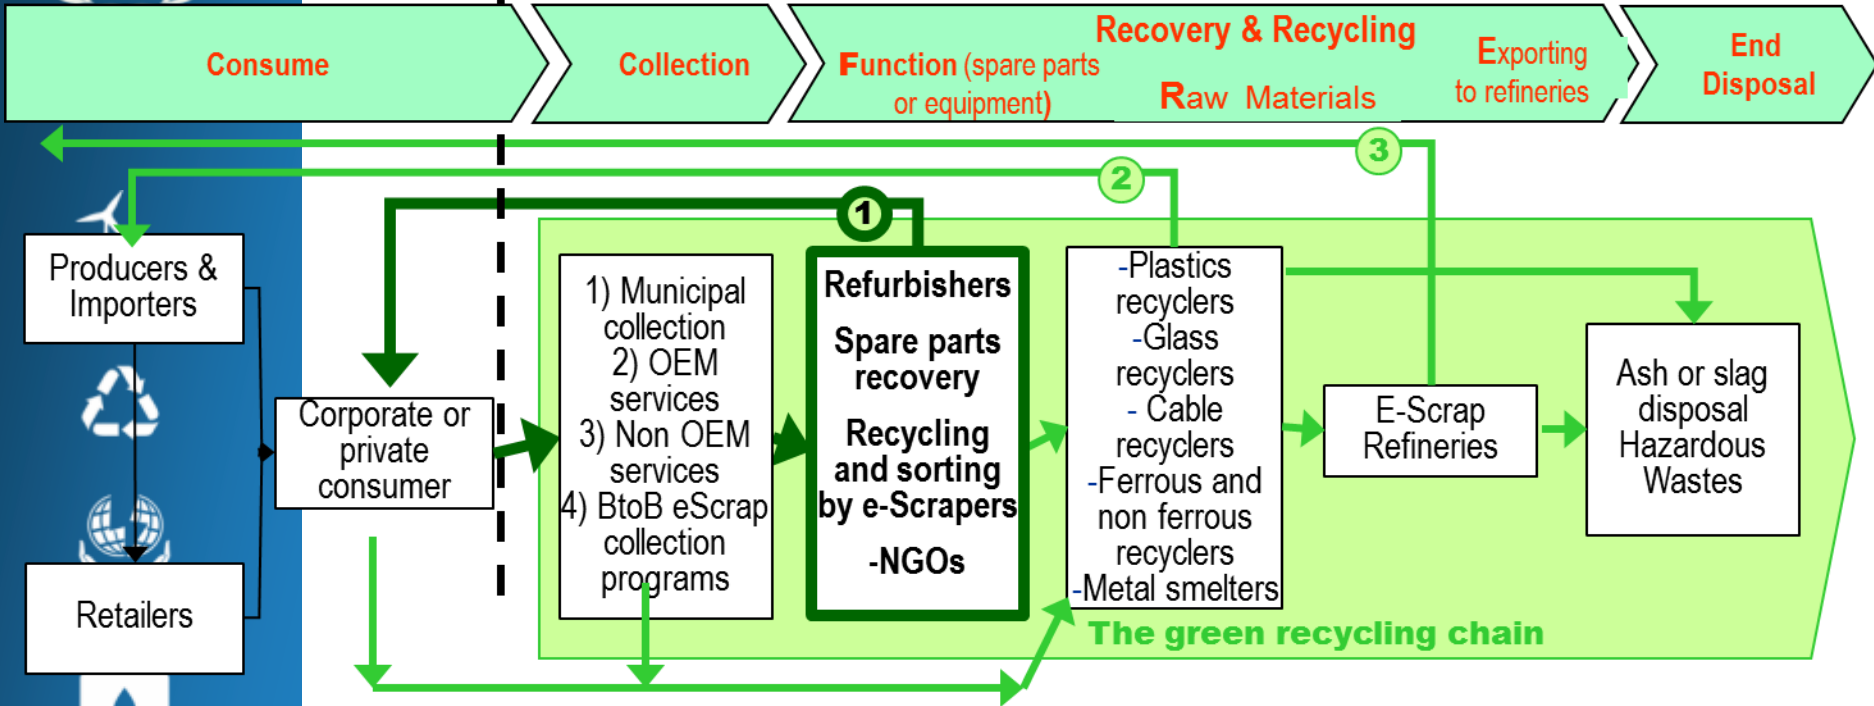 Consume
Collection
Recovery & Recycling
Function (spare parts
or equipment)
Raw Materials
Exporting
to refineries
End
Disposal
3
2
1
Producers &
Importers
Retailers
Corporate or
private
consumer
1) Municipal
collection
2) OEM
services
3) Non OEM
services
4) BtoB eScrap
collection
programs
Refurbishers
Spare parts
recovery
Recycling
and sorting
by e-Scrapers
-NGOs
-Plastics
recyclers
-Glass
recyclers
- Cable
recyclers
-Ferrous and
non ferrous
recyclers
-Metal smelters
E-Scrap
Refineries
Ash or slag
disposal
Hazardous
Wastes
The green recycling chain